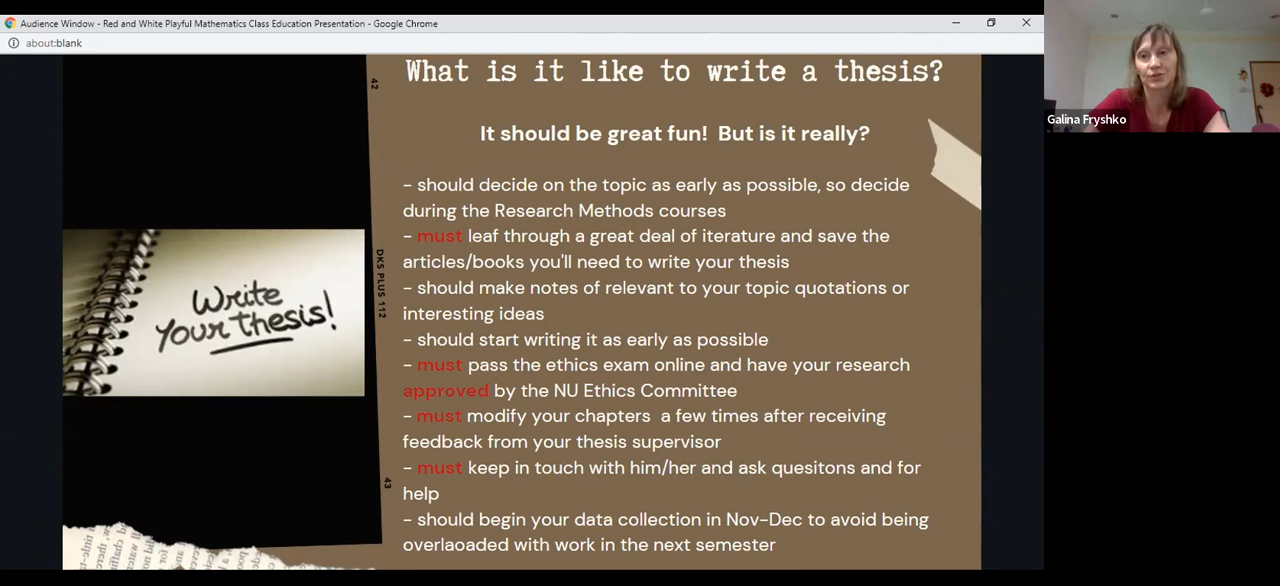 Audience Window - Red and White Playful Mathematics Class Education Presentation - Google Chrome
about:blank
What is it like to write a thesis?
It should be great fun! But is it really?
- should decide on the topic as early as possible, so decide
during the Research Methods courses
- must leaf through a great deal of iterature and save the
articles/books you'll need to write your thesis
- should make notes of relevant to your topic quotations or
interesting ideas
- should start writing it as early as possible
- must pass the ethics exam online and have your research
approved by the NU Ethics Committee
- must modify your chapters a few times after receiving
feedback from your thesis supervisor
- must keep in touch with him/her and ask quesitons and for
help
- should begin your data collection in Nov-Dec to avoid being
overlaoaded with work in the next semester
42
DKS PLUS 112
43
Write
Your thesis!
Galina Fryshko